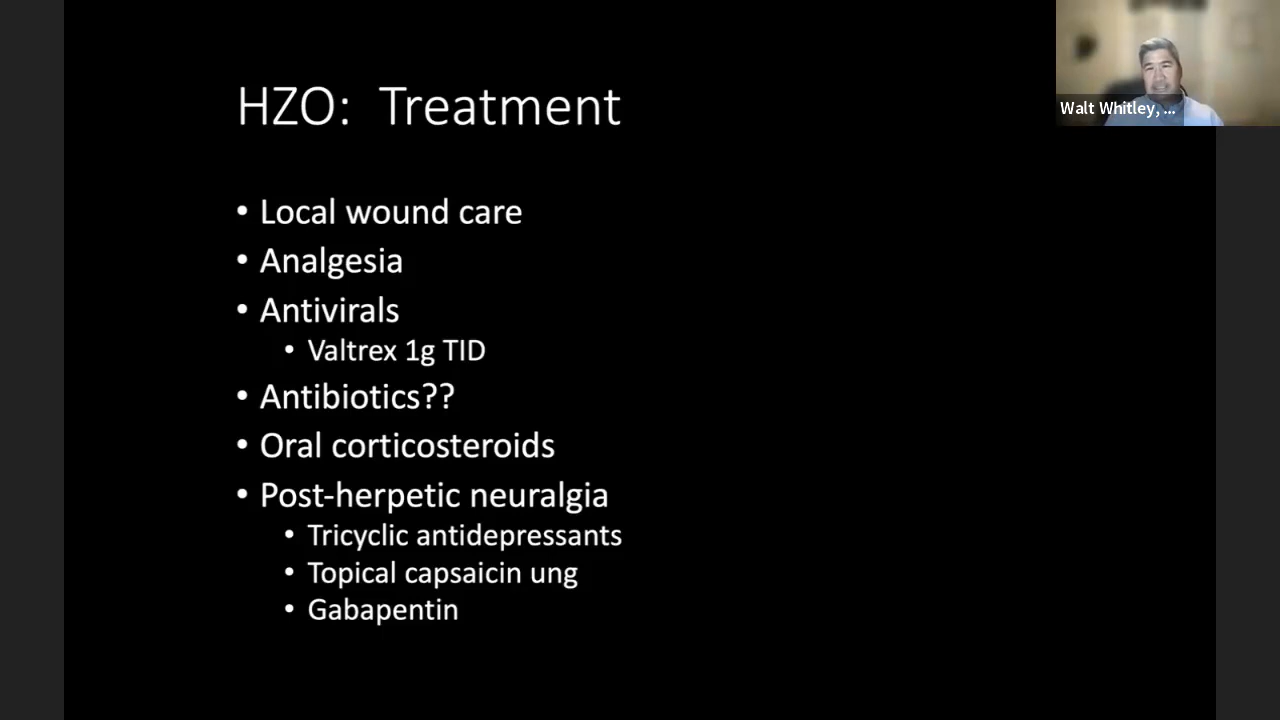 HZO: Treatment
Walt Whitley, ...
• Local wound care
• Analgesia
• Antivirals
• Valtrex 1g TID
• Antibiotics??
• Oral corticosteroids
• Post-herpetic neuralgia
• Tricyclic antidepressants
• Topical capsaicin ung
• Gabapentin